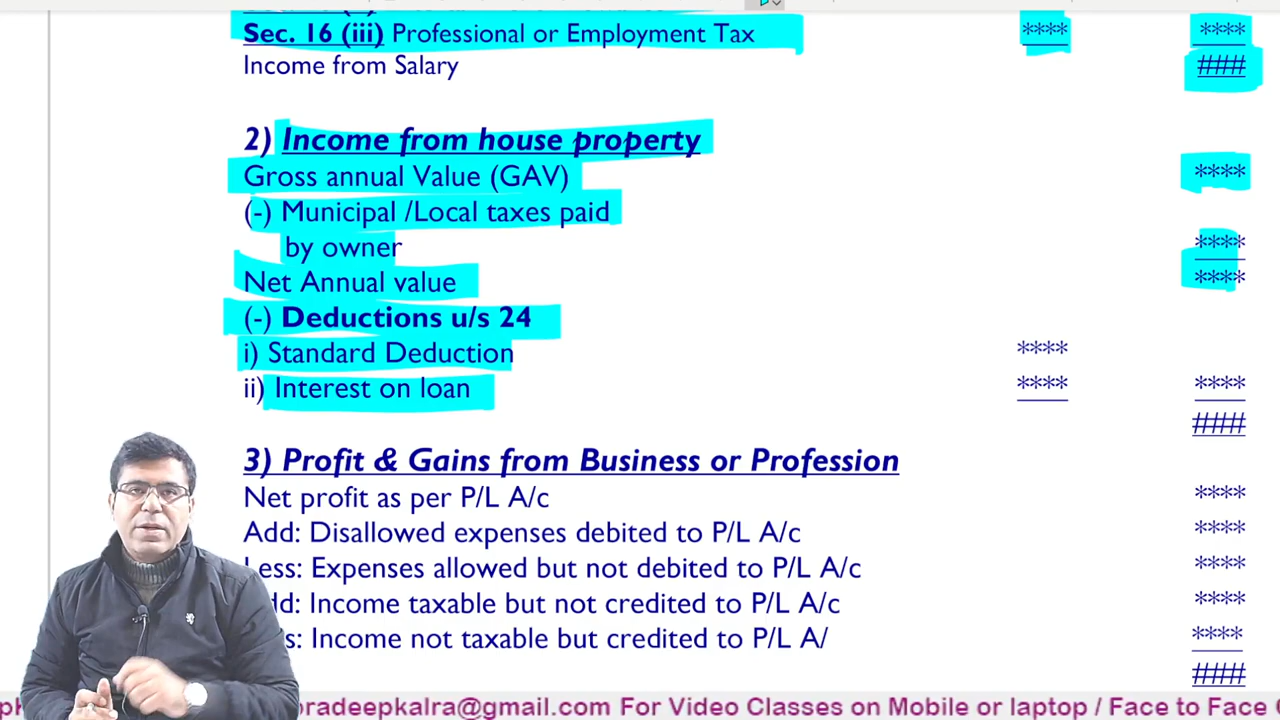 Sec. 16 (iii) Professional or Employment Tax **** ****
Income from Salary ####
2) Income from house property
Gross annual Value (GAV) ****
(-) Municipal /Local taxes paid
by owner ****
Net Annual value ****
(-) Deductions u/s 24
i) Standard Deduction ****
ii) Interest on loan **** ****
####
3) Profit & Gains from Business or Profession
Net profit as per P/L A/c ****
Add: Disallowed expenses debited to P/L A/c ****
Less: Expenses allowed but not debited to P/L A/c ****
dd: Income taxable but not credited to P/L A/c ****
s: Income not taxable but credited to P/L A/ ****
####
pradeepkalra@gmail.com For Video Classes on Mobile or laptop / Face to Face